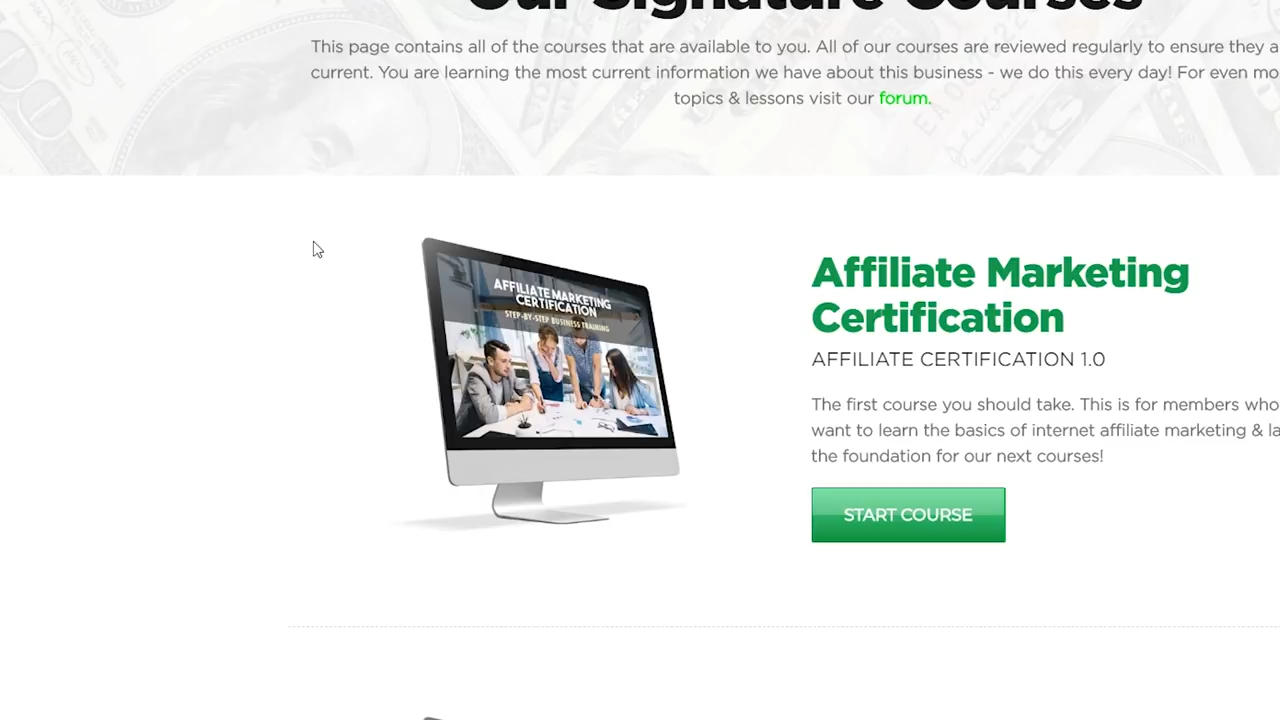 Our Signature Courses
This page contains all of the courses that are available to you. All of our courses are reviewed regularly to ensure they a
current. You are learning the most current information we have about this business - we do this every day! For even mo
topics & lessons visit our forum.
AFFILIATE MARKETING
CERTIFICATION
STEP-BY-STEP BUSINESS TRAINING
Affiliate Marketing
Certification
AFFILIATE CERTIFICATION 1.0
The first course you should take. This is for members who
want to learn the basics of internet affiliate marketing & la
the foundation for our next courses!
START COURSE